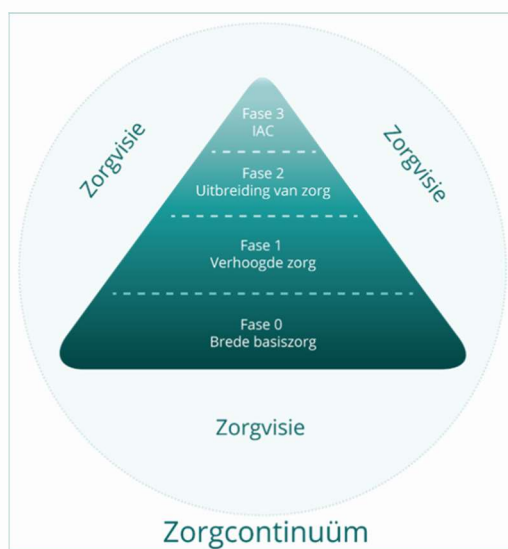 Fase 3
IAC
Zorgvisie
Zorgvisie
Fase 2
Uitbreiding van zorg
Fase 1
Verhoogde zorg
Fase 0
Brede basiszorg
Zorgvisie
Zorgcontinuüm